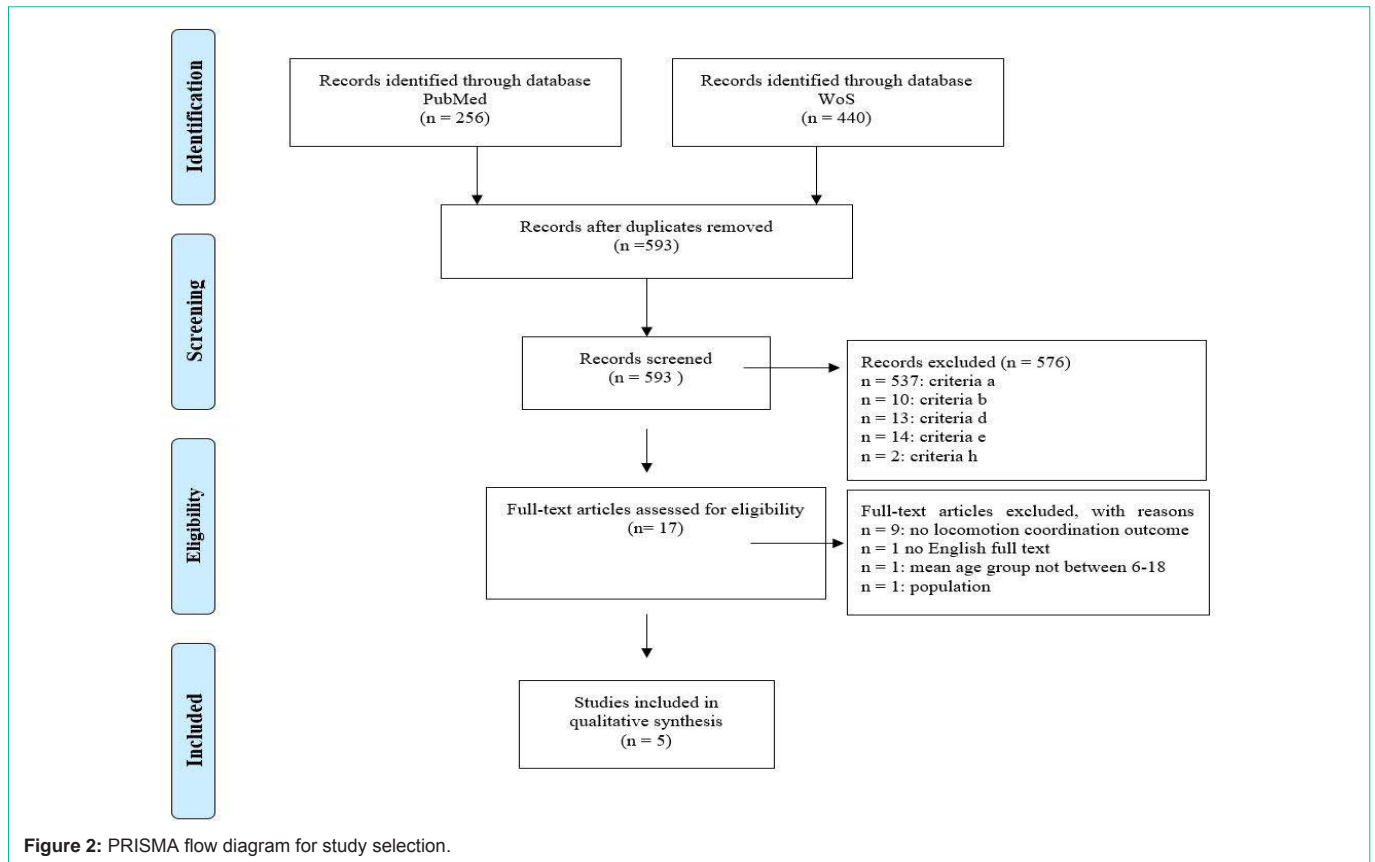 Identification
Records identified through database
PubMed
(n = 256)
Records identified through database
WoS
(n = 440)
Records after duplicates removed
(n =593)
Screening
Records screened
(n = 593 )
Records excluded (n = 576)
n = 537: criteria a
n = 10: criteria b
n = 13: criteria d
n = 14: criteria e
n = 2: criteria h
Eligibility
Full-text articles assessed for eligibility
(n= 17)
Full-text articles excluded, with reasons
n = 9: no locomotion coordination outcome
n = 1 no English full text
n = 1: mean age group not between 6-18
n = 1: population
Included
Studies included in
qualitative synthesis
(n = 5)
Figure 2: PRISMA flow diagram for study selection.